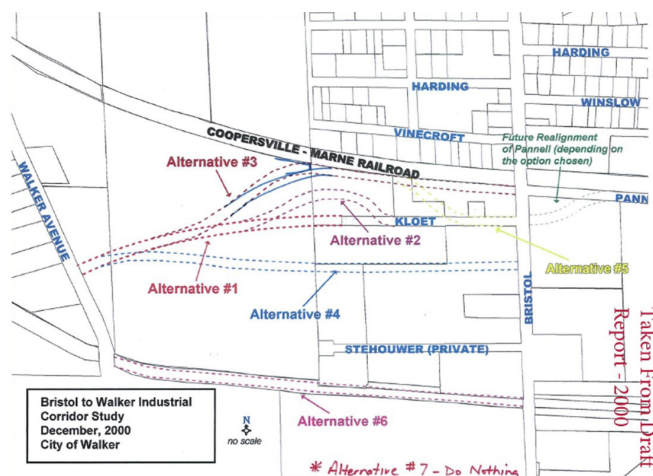 HARDING
HARDING
WINSLOW
VINECROFT
COOPERSVILLE - MARNE RAILROAD
Future Realignment
of Pannell (depending on
the option chosen)
Alternative #3
WALKER AVENUE
PANN
KLOET
Alternative #2
Alternative #5
Alternative #1
Alternative #4
BRISTOL
STEHOUWER (PRIVATE)
Taken From Draft
Report - 2000
Bristol to Walker Industrial
Corridor Study
December, 2000
City of Walker
N
no scale
Alternative #6
* Alternative #7 - Do Nothing